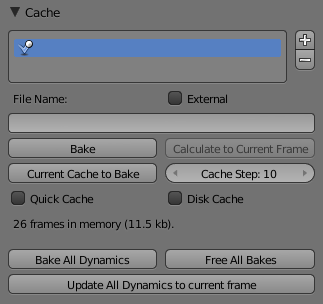 Cache
File Name:
External
Bake
Calculate to Current Frame
Current Cache to Bake
Cache Step: 10
Quick Cache
Disk Cache
26 frames in memory (11.5 kb).
Bake All Dynamics
Free All Bakes
Update All Dynamics to current frame